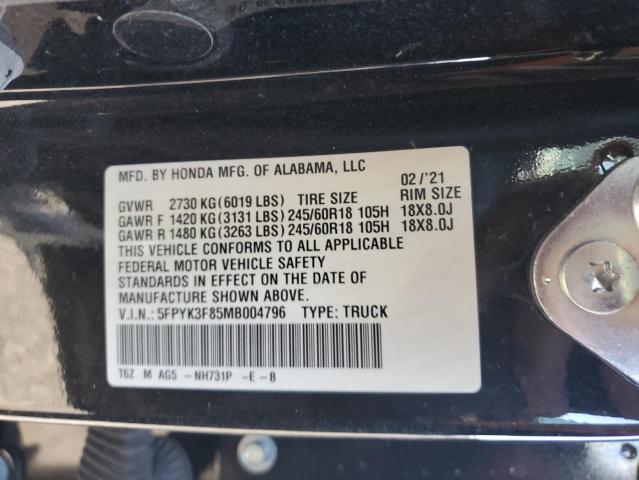 MFD. BY HONDA MFG. OF ALABAMA, LLC 02/'21
GVWR 2730 KG(6019 LBS) TIRE SIZE RIM SIZE
GAWR F 1420 KG(3131 LBS) 245/60R18 105H 18X8.0J
GAWR R 1480 KG(3263 LBS) 245/60R18 105H 18X8.0J
THIS VEHICLE CONFORMS TO ALL APPLICABLE
FEDERAL MOTOR VEHICLE SAFETY
STANDARDS IN EFFECT ON THE DATE OF
MANUFACTURE SHOWN ABOVE.
V.I.N.: 5FPYK3F85MB004796 TYPE: TRUCK
T6Z M AG5 -NH731P -E -B